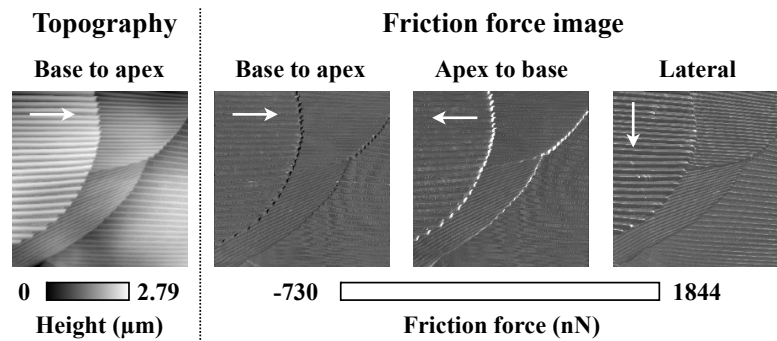 Topography
Friction force image
Base to apex
Base to apex
Apex to base
Lateral
0
2.79
-730
1844
Height (μm)
Friction force (nN)